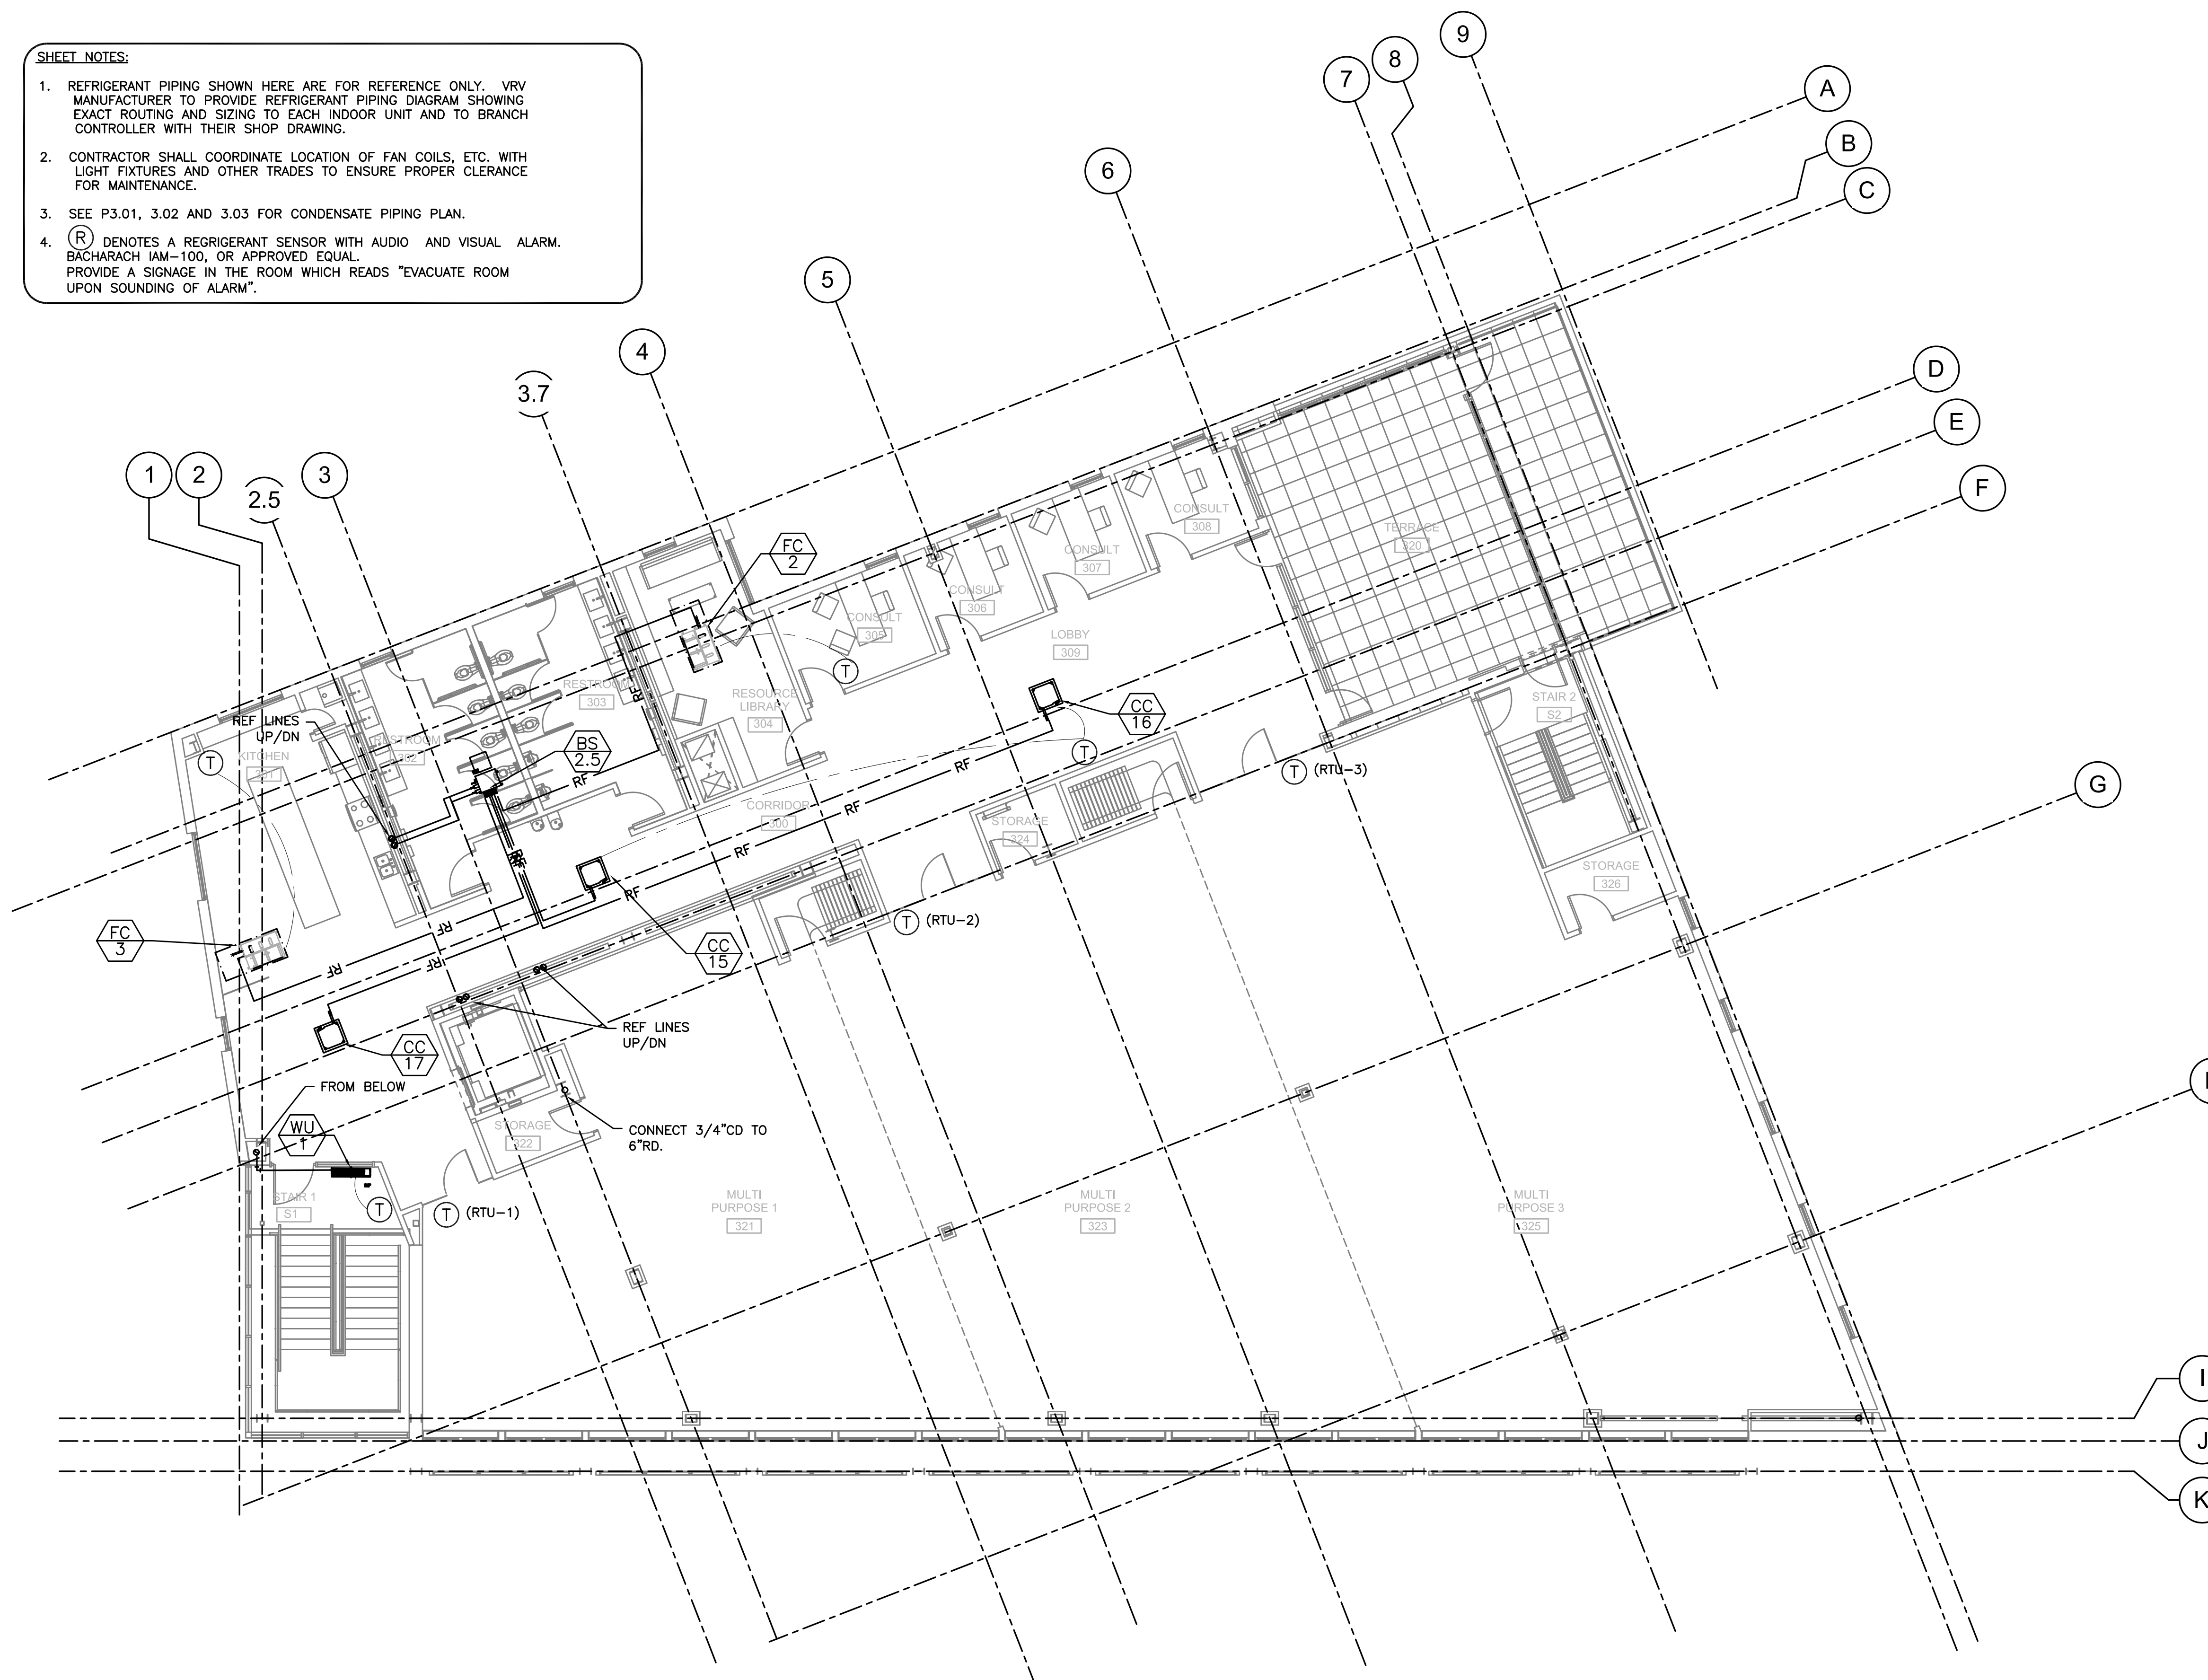 SHEET NOTES:
1. REFRIGERANT PIPING SHOWN HERE ARE FOR REFERENCE ONLY. VRV
MANUFACTURER TO PROVIDE REFRIGERANT PIPING DIAGRAM SHOWING
EXACT ROUTING AND SIZING TO EACH INDOOR UNIT AND TO BRANCH
CONTROLLER WITH THEIR SHOP DRAWING.
2. CONTRACTOR SHALL COORDINATE LOCATION OF FAN COILS, ETC. WITH
LIGHT FIXTURES AND OTHER TRADES TO ENSURE PROPER CLERANCE
FOR MAINTENANCE.
3. SEE P3.01, 3.02 AND 3.03 FOR CONDENSATE PIPING PLAN.
4. R DENOTES A REGRIGERANT SENSOR WITH AUDIO AND VISUAL ALARM.
BACHARACH IAM-100, OR APPROVED EQUAL.
PROVIDE A SIGNAGE IN THE ROOM WHICH READS "EVACUATE ROOM
UPON SOUNDING OF ALARM".
9
8
7
A
B
6
C
5
4
D
3.7
E
1
2
2.5
3
F
CONSULT
308
TERRACE
320
FC
2
CONSULT
307
CONSULT
306
CONSULT
305
LOBBY
309
T
RESTROOM
303
RF
RESOURCE
LIBRARY
304
STAIR 2
S2
CC
16
REF LINES
UP/DN
RESTROOM
302
BS
2.5
KITCHEN
T
T
RF
RF
T (RTU-3)
G
CORRIDOR
300
RF
STORAGE
324
RF
STORAGE
326
RF
T (RTU-2)
RF
FC
3
CC
15
RF
RF
REF LINES
UP/DN
CC
17
FROM BELOW
WU
1
STORAGE
322
CONNECT 3/4"CD TO
6"RD.
STAIR 1
S1
T
T (RTU-1)
MULTI
PURPOSE 1
321
MULTI
PURPOSE 2
323
MULTI
PURPOSE 3
325
I
J
K